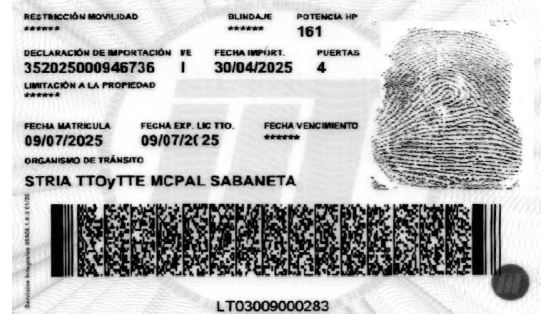 RESTRICCIÓN MOVILIDAD BLINDAJE POTENCIA HP
****** ****** 161
DECLARACIÓN DE IMPORTACIÓN I/E FECHA IMPORT. PUERTAS
352025000946736 I 30/04/2025 4
LIMITACIÓN A LA PROPIEDAD
******
FECHA MATRICULA FECHA EXP. LIC TTO. FECHA VENCIMIENTO
09/07/2025 09/07/2025 ******
ORGANISMO DE TRÁNSITO
STRIA TTOyTTE MCPAL SABANETA
LT03009000283